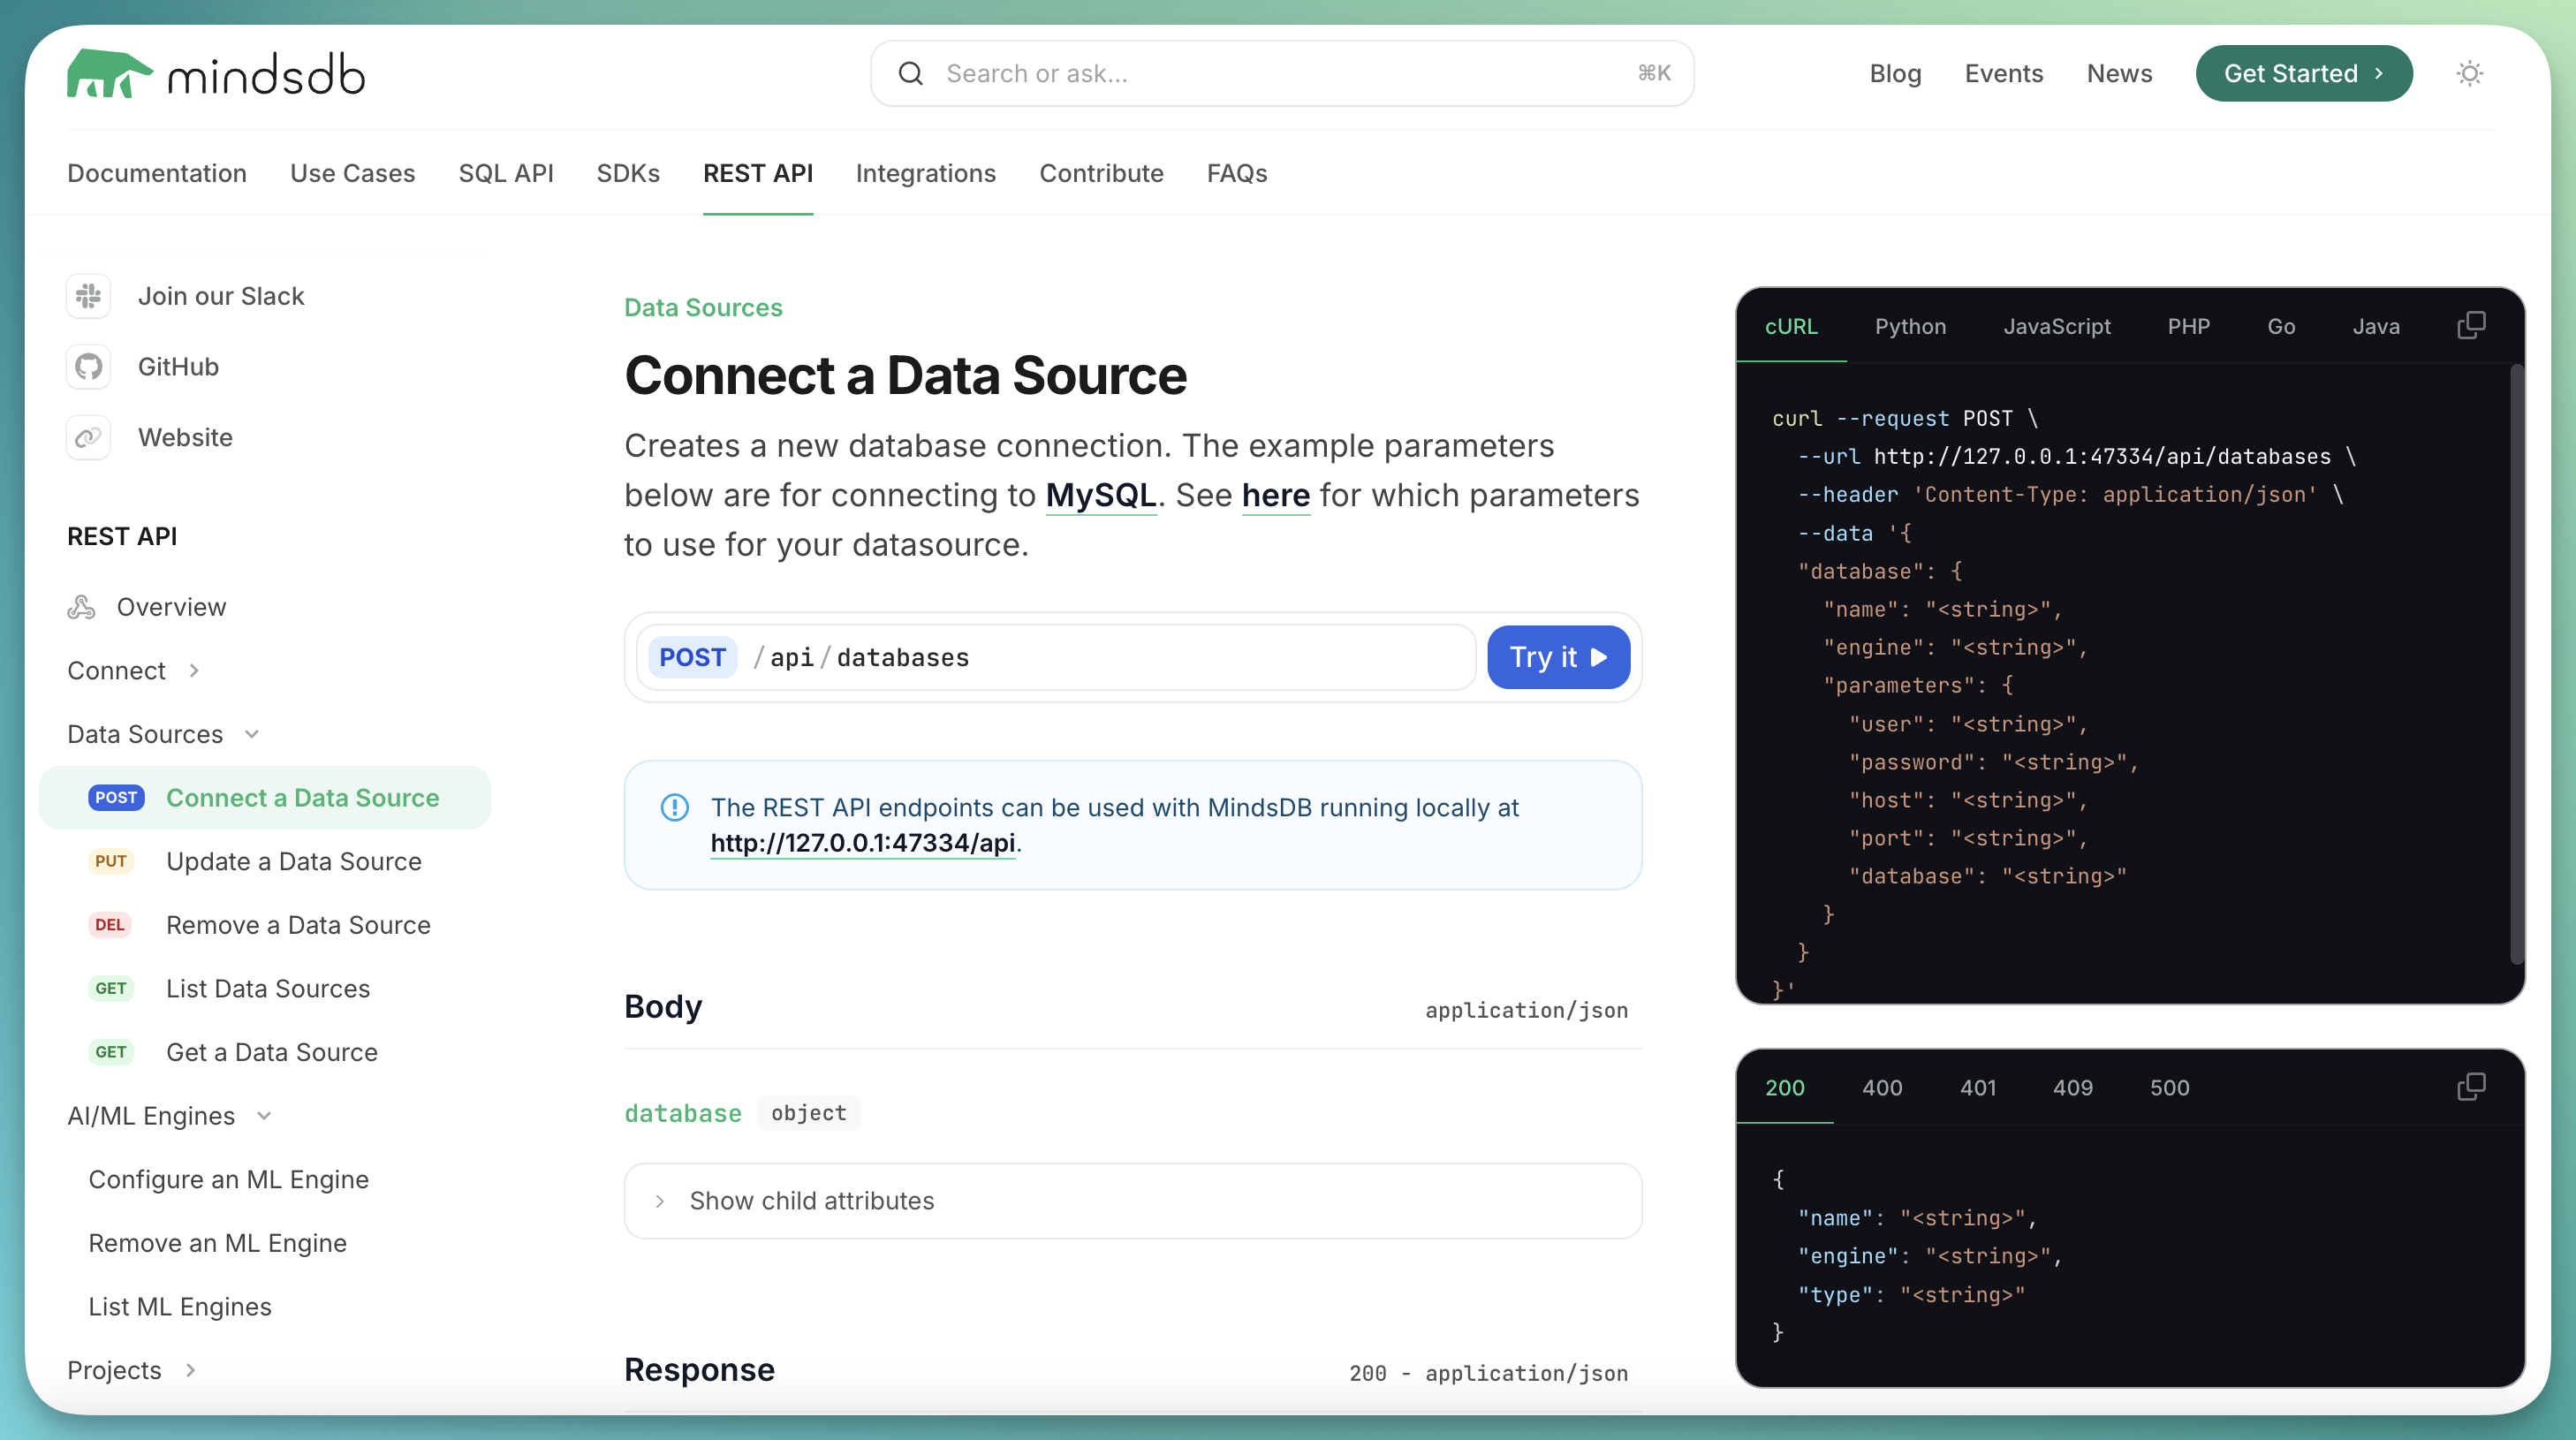 mindsdb
Search or ask...
⌘K
Blog
Events
News
Get Started
Documentation
Use Cases
SQL API
SDKs
REST API
Integrations
Contribute
FAQs
Join our Slack
GitHub
Website
REST API
Overview
Connect
Data Sources
POST Connect a Data Source
PUT Update a Data Source
DEL Remove a Data Source
GET List Data Sources
GET Get a Data Source
AI/ML Engines
Configure an ML Engine
Remove an ML Engine
List ML Engines
Projects
Data Sources
Connect a Data Source
Creates a new database connection. The example parameters
below are for connecting to MySQL. See here for which parameters
to use for your datasource.
POST /api/databases
Try it
The REST API endpoints can be used with MindsDB running locally at
http://127.0.0.1:47334/api.
Body
application/json
database object
Show child attributes
Response
200 - application/json
cURL
Python
JavaScript
PHP
Go
Java
curl --request POST \
--url http://127.0.0.1:47334/api/databases \
--header 'Content-Type: application/json' \
--data '{
"database": {
"name": "<string>",
"engine": "<string>",
"parameters": {
"user": "<string>",
"password": "<string>",
"host": "<string>",
"port": "<string>",
"database": "<string>"
}
}
}'
200
400
401
409
500
{
"name": "<string>",
"engine": "<string>",
"type": "<string>"
}